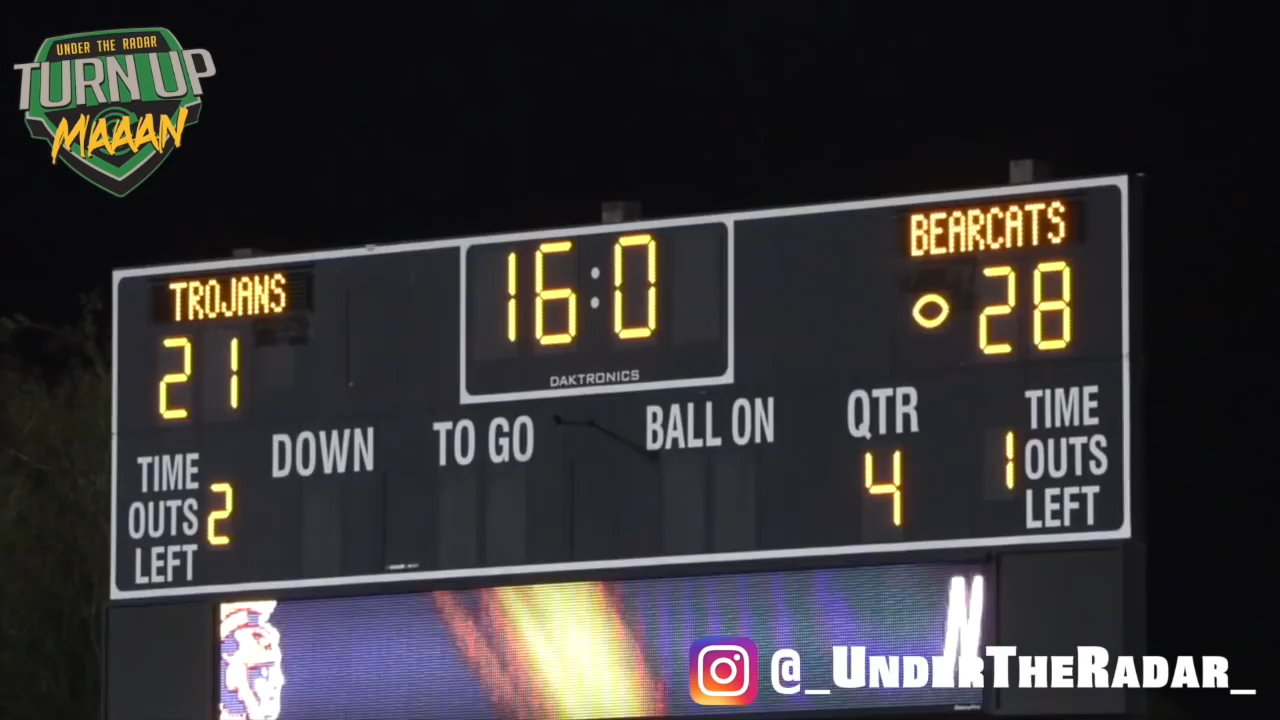 UNDER THE RADAR
TURN UP
MAAAN
TROJANS
16:0
BEARCATS
21
28
DAKTRONICS
DOWN
TO GO
BALL ON
QTR
4
TIME
OUTS 2
LEFT
TIME
1 OUTS
LEFT
N
@_UNDERTHERADAR_